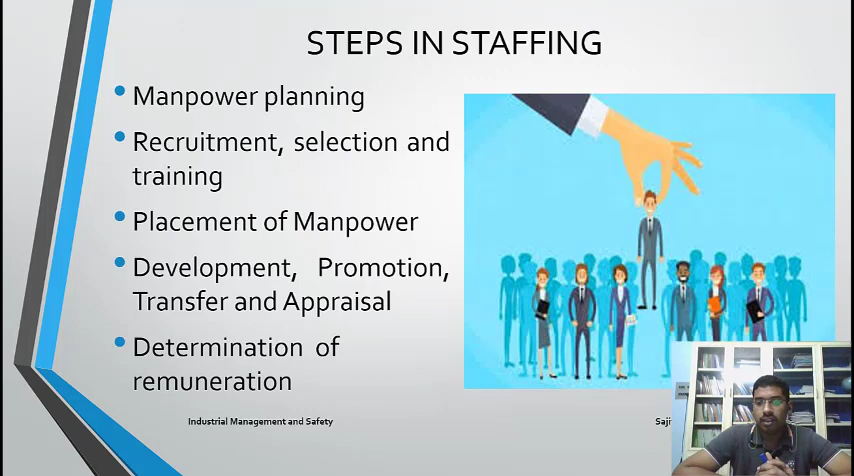 STEPS IN STAFFING
Manpower planning
Recruitment, selection and
training
Placement of Manpower
Development, Promotion,
Transfer and Appraisal
Determination of
remuneration
Industrial Management and Safety